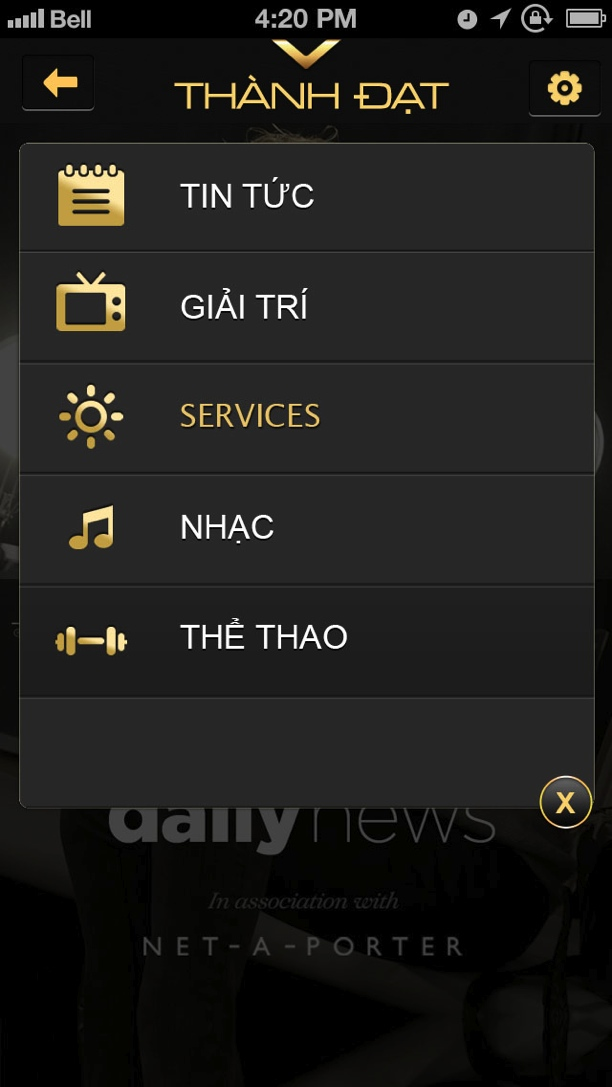 Bell
4:20 PM
THÀNH ĐẠT
TIN TỨC
GIẢI TRÍ
SERVICES
NHẠC
THỂ THAO
X
dailynews
In association with
NET-A-PORTER